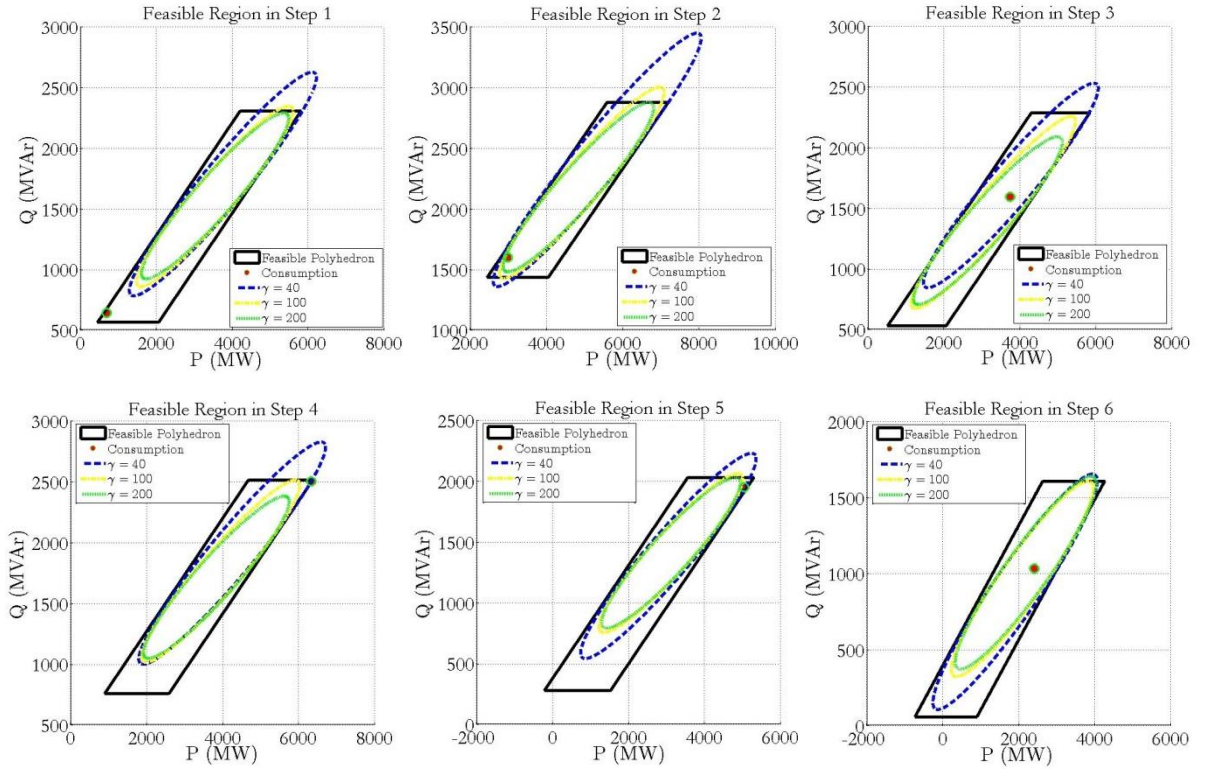 Feasible Region in Step 1
3000
2500
2000
1500
1000
500
Q (MVAr)
0 2000 4000 6000 8000
P (MW)
Feasible Polyhedron
Consumption
γ = 40
γ = 100
γ = 200
Feasible Region in Step 2
3500
3000
2500
2000
1500
1000
Q (MVAr)
2000 4000 6000 8000 10000
P (MW)
Feasible Polyhedron
Consumption
γ = 40
γ = 100
γ = 200
Feasible Region in Step 3
3000
2500
2000
1500
1000
500
Q (MVAr)
0 2000 4000 6000 8000
P (MW)
Feasible Polyhedron
Consumption
γ = 40
γ = 100
γ = 200
Feasible Region in Step 4
3000
2500
2000
1500
1000
500
Q (MVAr)
0 2000 4000 6000 8000
P (MW)
Feasible Polyhedron
Consumption
γ = 40
γ = 100
γ = 200
Feasible Region in Step 5
2500
2000
1500
1000
500
0
Q (MVAr)
-2000 0 2000 4000 6000
P (MW)
Feasible Polyhedron
Consumption
γ = 40
γ = 100
γ = 200
Feasible Region in Step 6
2000
1500
1000
500
0
Q (MVAr)
-2000 0 2000 4000 6000
P (MW)
Feasible Polyhedron
Consumption
γ = 40
γ = 100
γ = 200